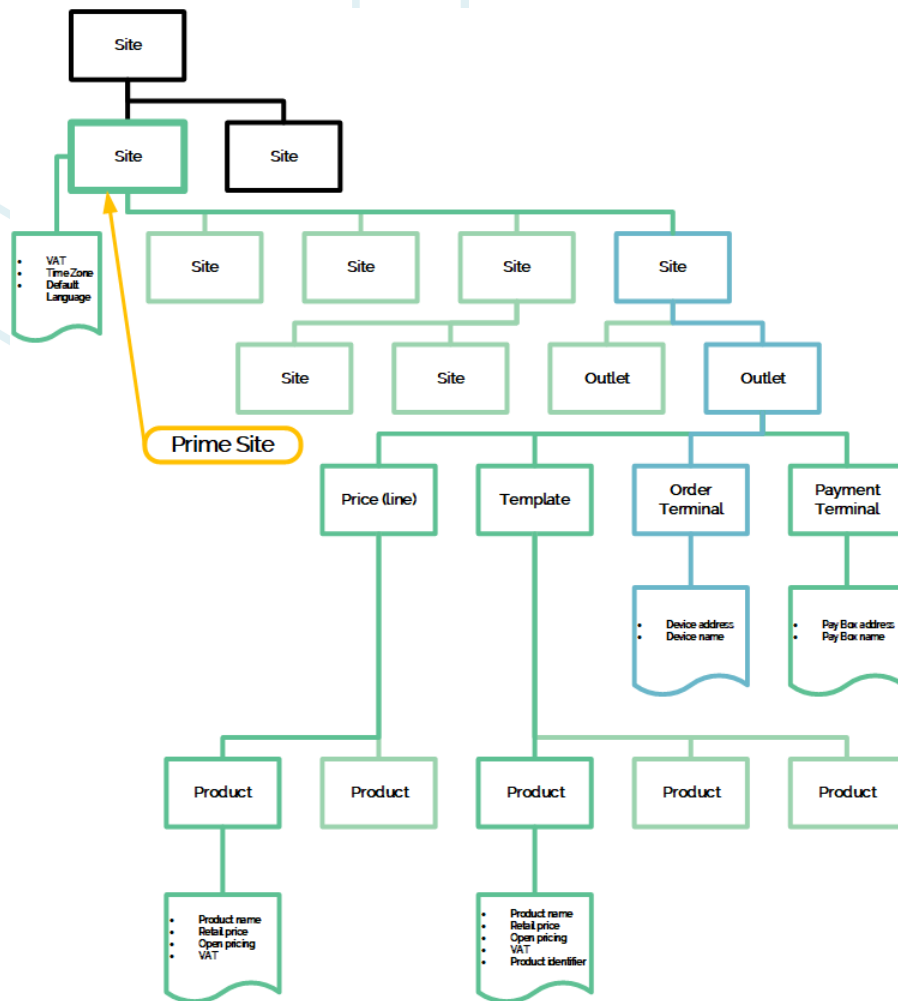 Site
Site
Site
VAT
Time Zone
Default
Language
Site
Site
Site
Site
Site
Site
Outlet
Outlet
Prime Site
Price (line)
Template
Order
Terminal
Payment
Terminal
Device address
Device name
Pay Box address
Pay Box name
Product
Product
Product
Product
Product
Product name
Retail price
Open pricing
VAT
Product name
Retail price
Open pricing
VAT
Product identifier